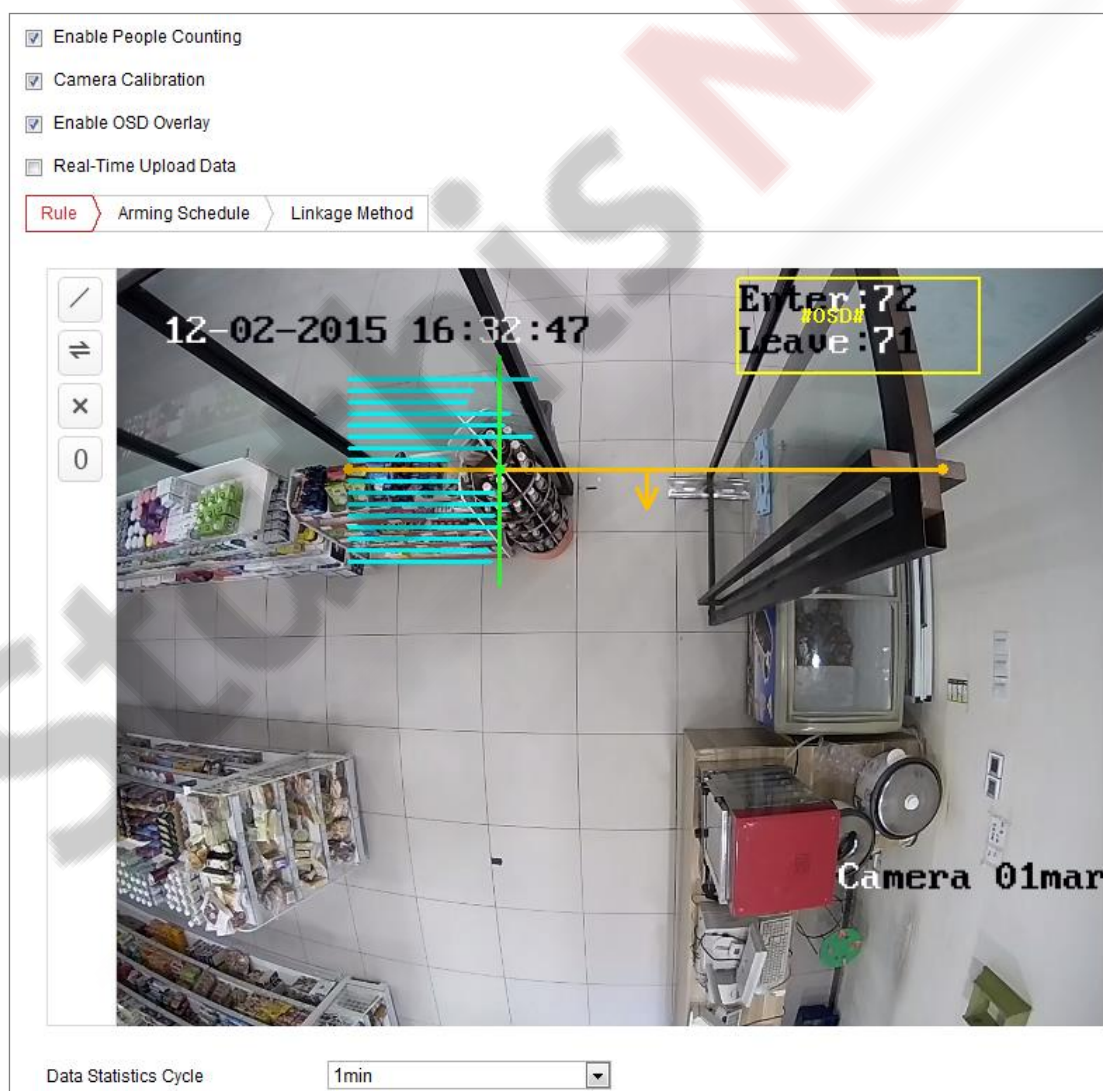 Enable People Counting
Camera Calibration
Enable OSD Overlay
Real-Time Upload Data
Rule Arming Schedule Linkage Method
12-02-2015 16:32:47
Enter:72
#OSD#
Leave:71
0
Camera 01mar
Data Statistics Cycle 1min